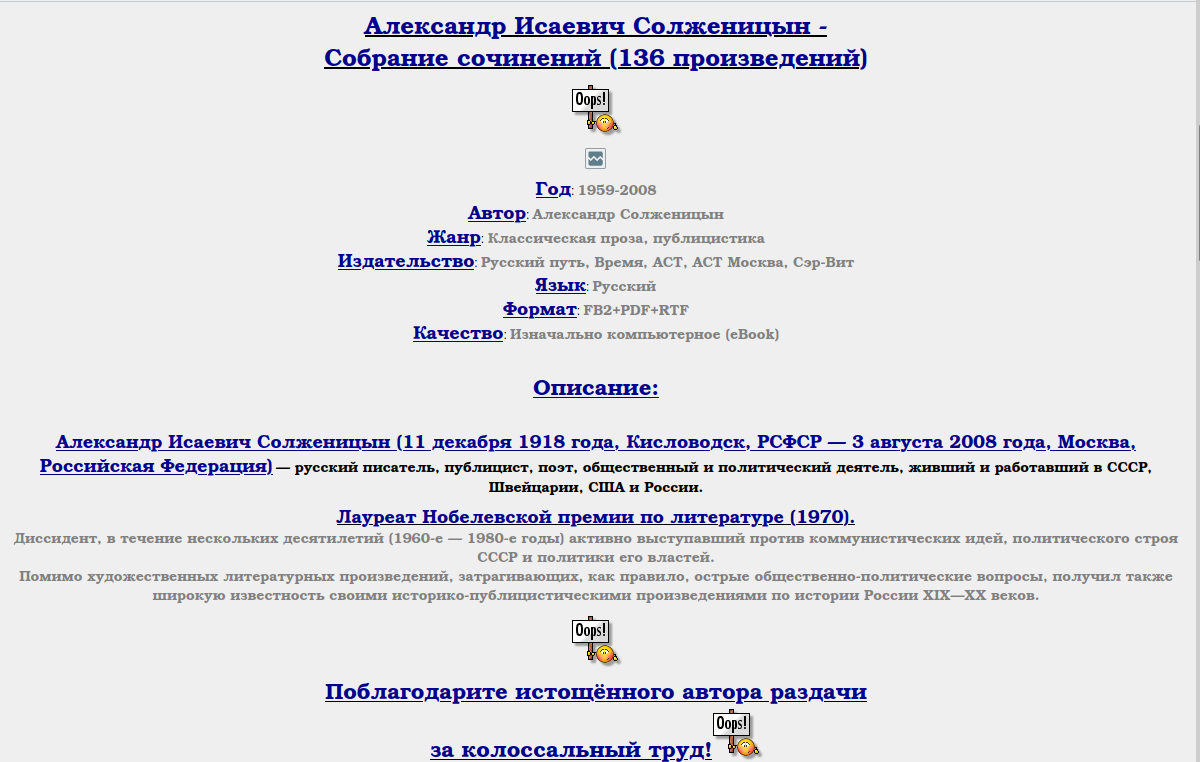 Александр Исаевич Солженицын -
Собрание сочинений (136 произведений)
Oops!
Год: 1959-2008
Автор: Александр Солженицын
Жанр: Классическая проза, публицистика
Издательство: Русский путь, Время, АСТ, АСТ Москва, Сэр-Вит
Язык: Русский
Формат: FB2+PDF+RTF
Качество: Изначально компьютерное (eBook)
Описание:
Александр Исаевич Солженицын (11 декабря 1918 года, Кисловодск, РСФСР — 3 августа 2008 года, Москва,
Российская Федерация) — русский писатель, публицист, поэт, общественный и политический деятель, живший и работавший в СССР,
Швейцарии, США и России.
Лауреат Нобелевской премии по литературе (1970).
Диссидент, в течение нескольких десятилетий (1960-е — 1980-е годы) активно выступавший против коммунистических идей, политического строя
СССР и политики его властей.
Помимо художественных литературных произведений, затрагивающих, как правило, острые общественно-политические вопросы, получил также
широкую известность своими историко-публицистическими произведениями по истории России XIX—XX веков.
Oops!
Поблагодарите истощённого автора раздачи
Oops!
за колоссальный труд!